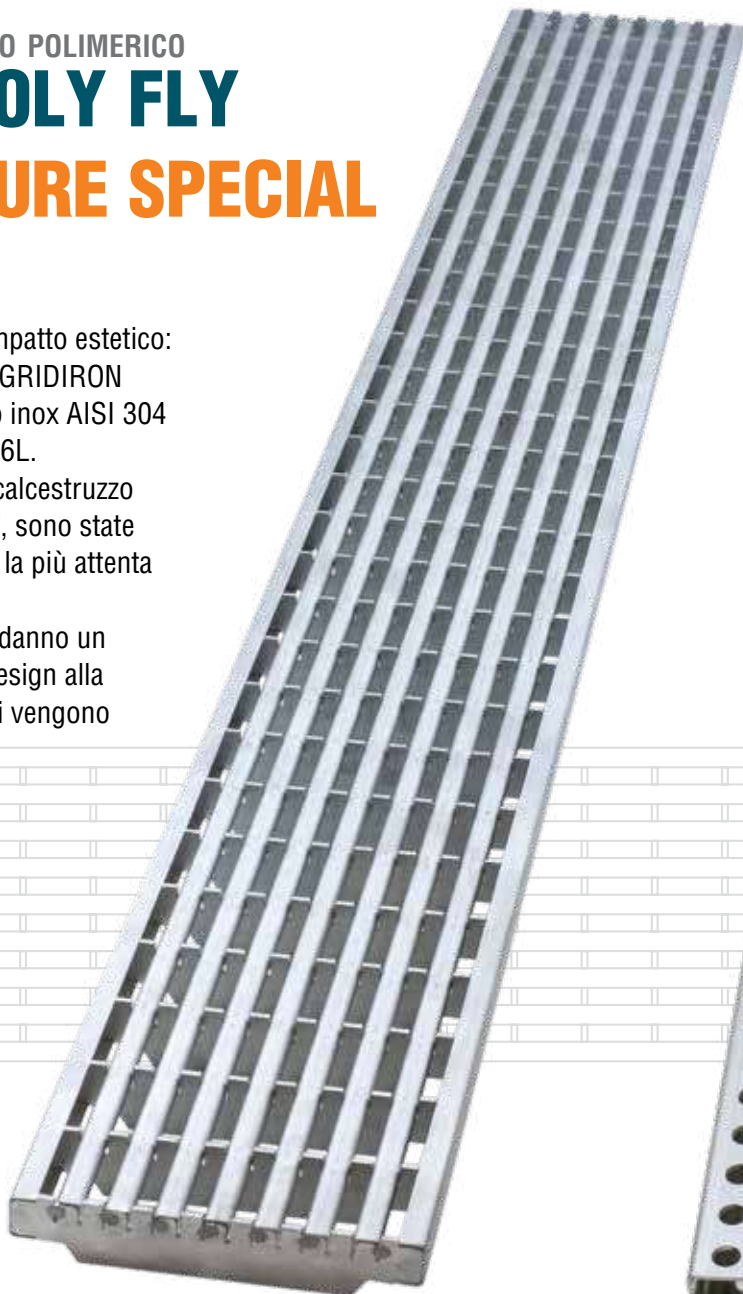 O POLIMERICO
OLY FLY
URE SPECIAL
npatto estetico:
GRIDIRON
o inox AISI 304
6L.
calcestruzzo
, sono state
la più attenta
danno un
esign alla
i vengono